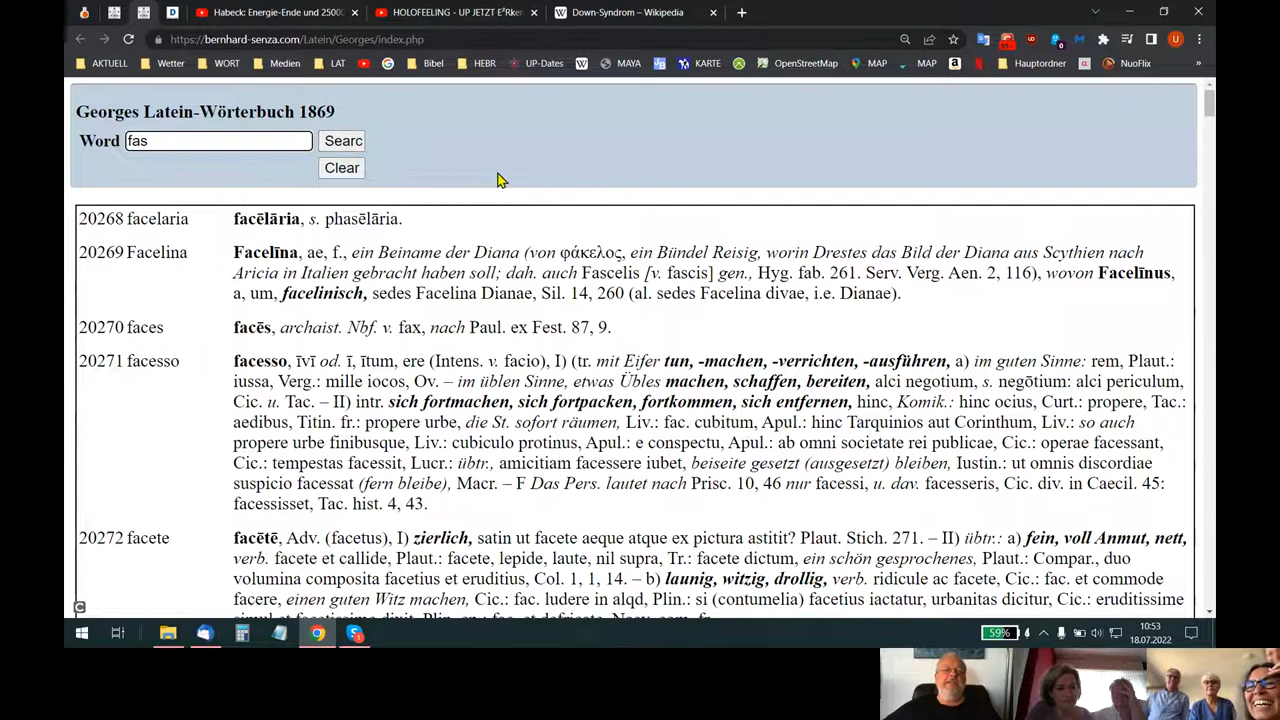 Habeck: Energie-Ende und 2500
HOLOFEELING - UP JETZT E²Rker
Down-Syndrom – Wikipedia
https://bernhard-senza.com/Latein/Georges/index.php
AKTUELL Wetter WORT Medien LAT Bibel HEBR UP-Dates MAYA KARTE OpenStreetMap MAP MAP Hauptordner NuoFlix
Georges Latein-Wörterbuch 1869
Word fas Searc
Clear
20268 facelaria facēlāria, s. phasēlāria.
20269 Facelina Facelīna, ae, f., ein Beiname der Diana (von φάκελος, ein Bündel Reisig, worin Drestes das Bild der Diana aus Scythien nach
Aricia in Italien gebracht haben soll; dah. auch Fascelis [v. fascis] gen., Hyg. fab. 261. Serv. Verg. Aen. 2, 116), wovon Facelīnus,
a, um, facelinisch, sedes Facelina Dianae, Sil. 14, 260 (al. sedes Facelina divae, i.e. Dianae).
20270 faces facēs, archaist. Nbf. v. fax, nach Paul. ex Fest. 87, 9.
20271 facesso facesso, īvī od. ī, ītum, ere (Intens. v. facio), I) (tr. mit Eifer tun, -machen, -verrichten, -ausführen, a) im guten Sinne: rem, Plaut.:
iussa, Verg.: mille iocos, Ov. – im üblen Sinne, etwas Übles machen, schaffen, bereiten, alci negotium, s. negōtium: alci periculum,
Cic. u. Tac. – II) intr. sich fortmachen, sich fortpacken, fortkommen, sich entfernen, hinc, Komik.: hinc ocius, Curt.: propere, Tac.:
aedibus, Titin. fr.: propere urbe, die St. sofort räumen, Liv.: fac. cubitum, Apul.: hinc Tarquinios aut Corinthum, Liv.: so auch
propere urbe finibusque, Liv.: cubiculo protinus, Apul.: e conspectu, Apul.: ab omni societate rei publicae, Cic.: operae facessant,
Cic.: tempestas facessit, Lucr.: übtr., amicitiam facessere iubet, beiseite gesetzt (ausgesetzt) bleiben, Iustin.: ut omnis discordiae
suspicio facessat (fern bleibe), Macr. – F Das Pers. lautet nach Prisc. 10, 46 nur facessi, u. dav. facesseris, Cic. div. in Caecil. 45:
facessisset, Tac. hist. 4, 43.
20272 facete facētē, Adv. (facetus), I) zierlich, satin ut facete aeque atque ex pictura astitit? Plaut. Stich. 271. – II) übtr.: a) fein, voll Anmut, nett,
verb. facete et callide, Plaut.: facete, lepide, laute, nil supra, Tr.: facete dictum, ein schön gesprochenes, Plaut.: Compar., duo
volumina composita facetius et eruditius, Col. 1, 1, 14. – b) launig, witzig, drollig, verb. ridicule ac facete, Cic.: fac. et commode
facere, einen guten Witz machen, Cic.: fac. ludere in alqd, Plin.: si (contumelia) facetius iactatur, urbanitas dicitur, Cic.: eruditissime
59%
10:53
18.07.2022